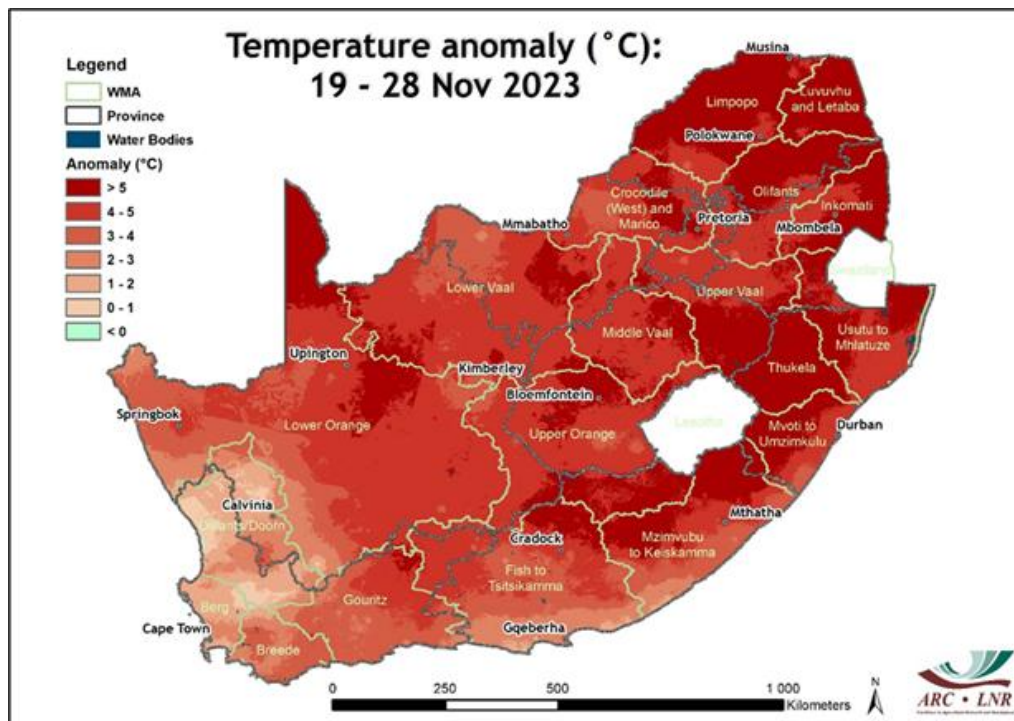 Temperature anomaly (°C):
19 - 28 Nov 2023
Legend
WMA
Province
Water Bodies
Anomaly (°C)
> 5
4 - 5
3 - 4
2 - 3
1 - 2
0 - 1
< 0
Musina
Limpopo
Luvuvhu
and Letaba
Polokwane
Olifants
Crocodile
(West) and
Marico
Inkomati
Pretoria
Mbombela
Mmabatho
Swaziland
Lower Vaal
Upper Vaal
Middle Vaal
Usutu to
Mhlatuze
Upington
Kimberley
Thukela
Bloemfontein
Springbok
Lower Orange
Upper Orange
Lesotho
Mvoti to
Umzimkulu
Durban
Calvinia
Olifants/Doorn
Mthatha
Cradock
Mzimvubu
to Keiskamma
Fish to
Tsitsikamma
Gouritz
Berg
Cape Town
Gqeberha
Breede
0
250
500
1 000
Kilometers
N
ARC • LNR